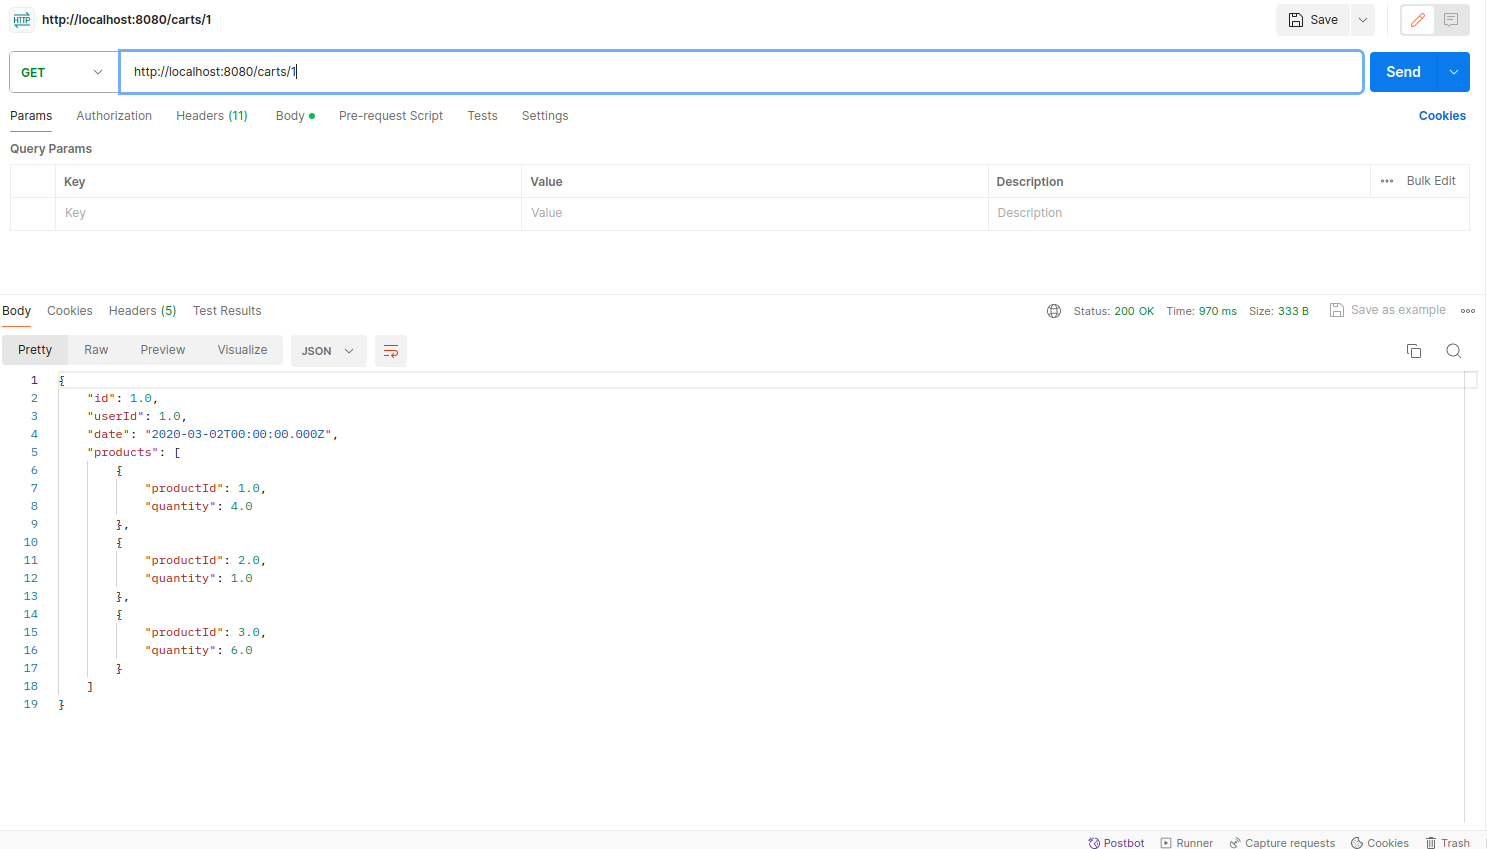 HTTP http://localhost:8080/carts/1 Save
GET http://localhost:8080/carts/1 Send
Params Authorization Headers (11) Body Pre-request Script Tests Settings Cookies
Query Params
Key Value Description ••• Bulk Edit
Key Value Description
Body Cookies Headers (5) Test Results Status: 200 OK Time: 970 ms Size: 333 B Save as example
Pretty Raw Preview Visualize JSON
1 {
2 "id": 1.0,
3 "userId": 1.0,
4 "date": "2020-03-02T00:00:00.000Z",
5 "products": [
6 {
7 "productId": 1.0,
8 "quantity": 4.0
9 },
10 {
11 "productId": 2.0,
12 "quantity": 1.0
13 },
14 {
15 "productId": 3.0,
16 "quantity": 6.0
17 }
18 ]
19 }
Postbot Runner Capture requests Cookies Trash